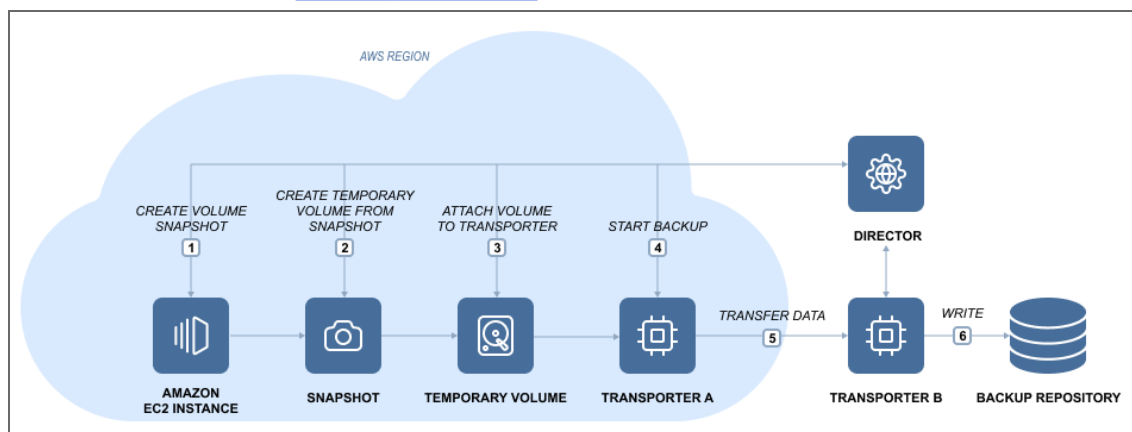 AWS REGION
CREATE VOLUME
SNAPSHOT
1
CREATE TEMPORARY
VOLUME FROM
SNAPSHOT
2
ATTACH VOLUME
TO TRANSPORTER
3
START BACKUP
4
DIRECTOR
TRANSFER DATA
5
WRITE
6
AMAZON
EC2 INSTANCE
SNAPSHOT
TEMPORARY VOLUME
TRANSPORTER A
TRANSPORTER B
BACKUP REPOSITORY